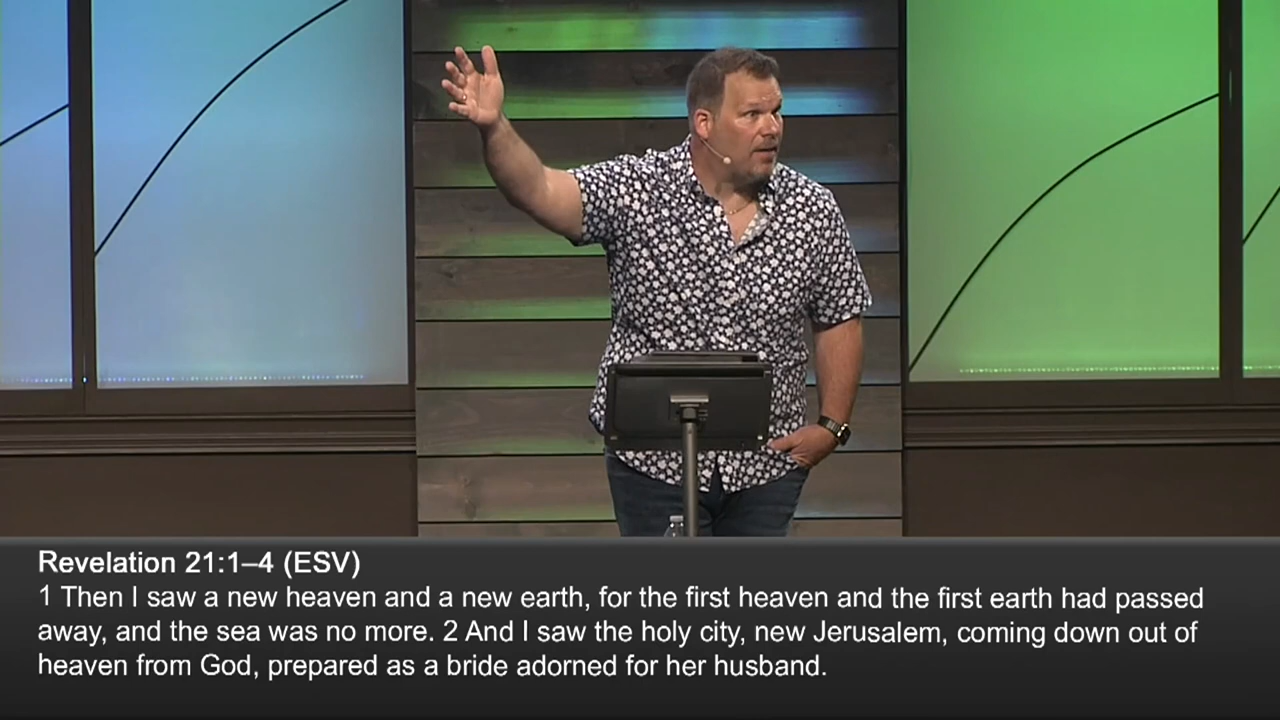 Revelation 21:1–4 (ESV)
1 Then I saw a new heaven and a new earth, for the first heaven and the first earth had passed
away, and the sea was no more. 2 And I saw the holy city, new Jerusalem, coming down out of
heaven from God, prepared as a bride adorned for her husband.